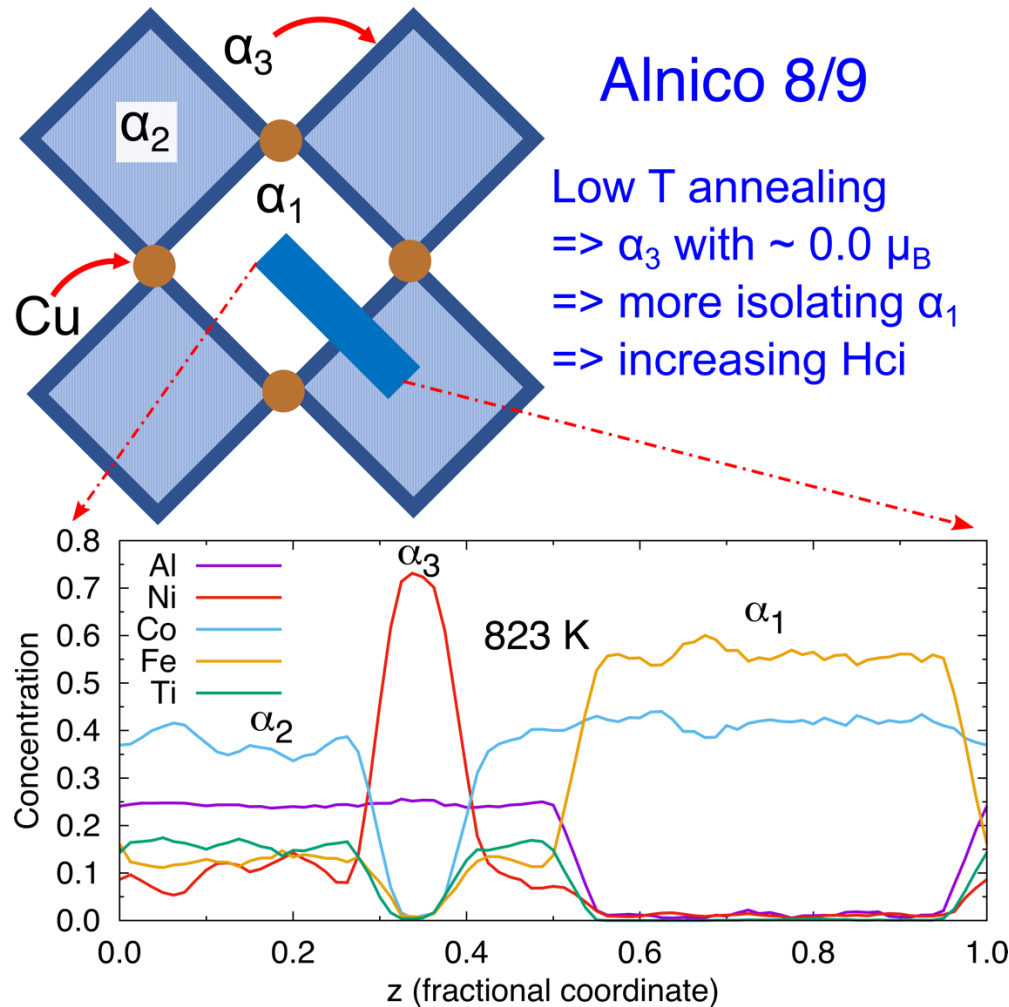 α₃
Alnico 8/9
α₂
Low T annealing
=> α₃ with ~ 0.0 μ_B
=> more isolating α₁
=> increasing Hci
α₁
Cu
0.8
0.7
0.6
0.5
0.4
0.3
0.2
0.1
0.0
Concentration
Al
Ni
Co
Fe
Ti
α₃
823 K
α₁
α₂
0.0 0.2 0.4 0.6 0.8 1.0
z (fractional coordinate)